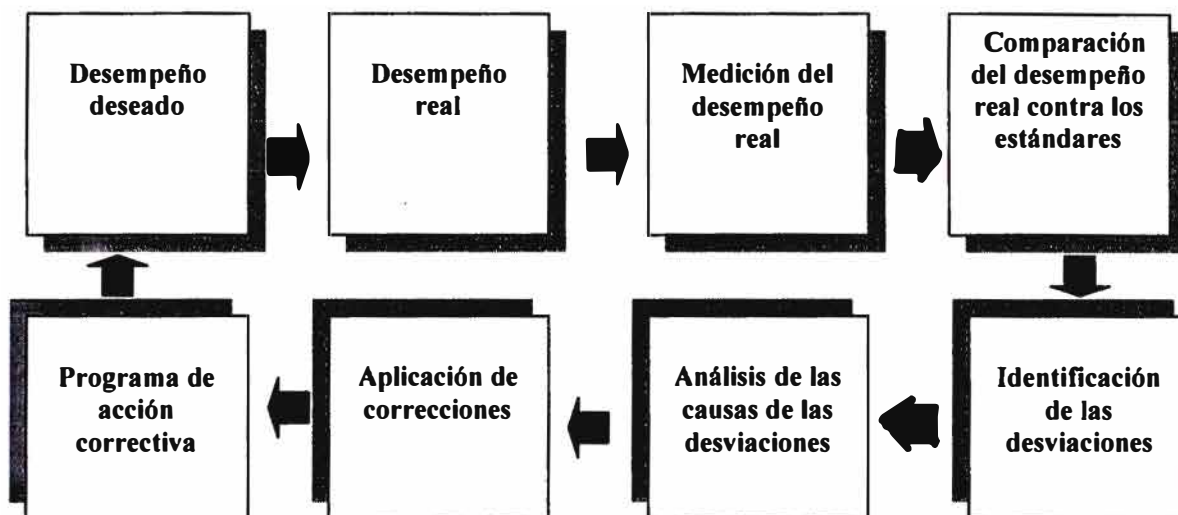 Desempeño
deseado
Desempeño
real
Medición del
desempeño
real
Comparación
del desempeño
real contra los
estándares
Identificación
de las
desviaciones
Análisis de las
causas de las
desviaciones
Aplicación de
correcciones
Programa de
acción
correctiva